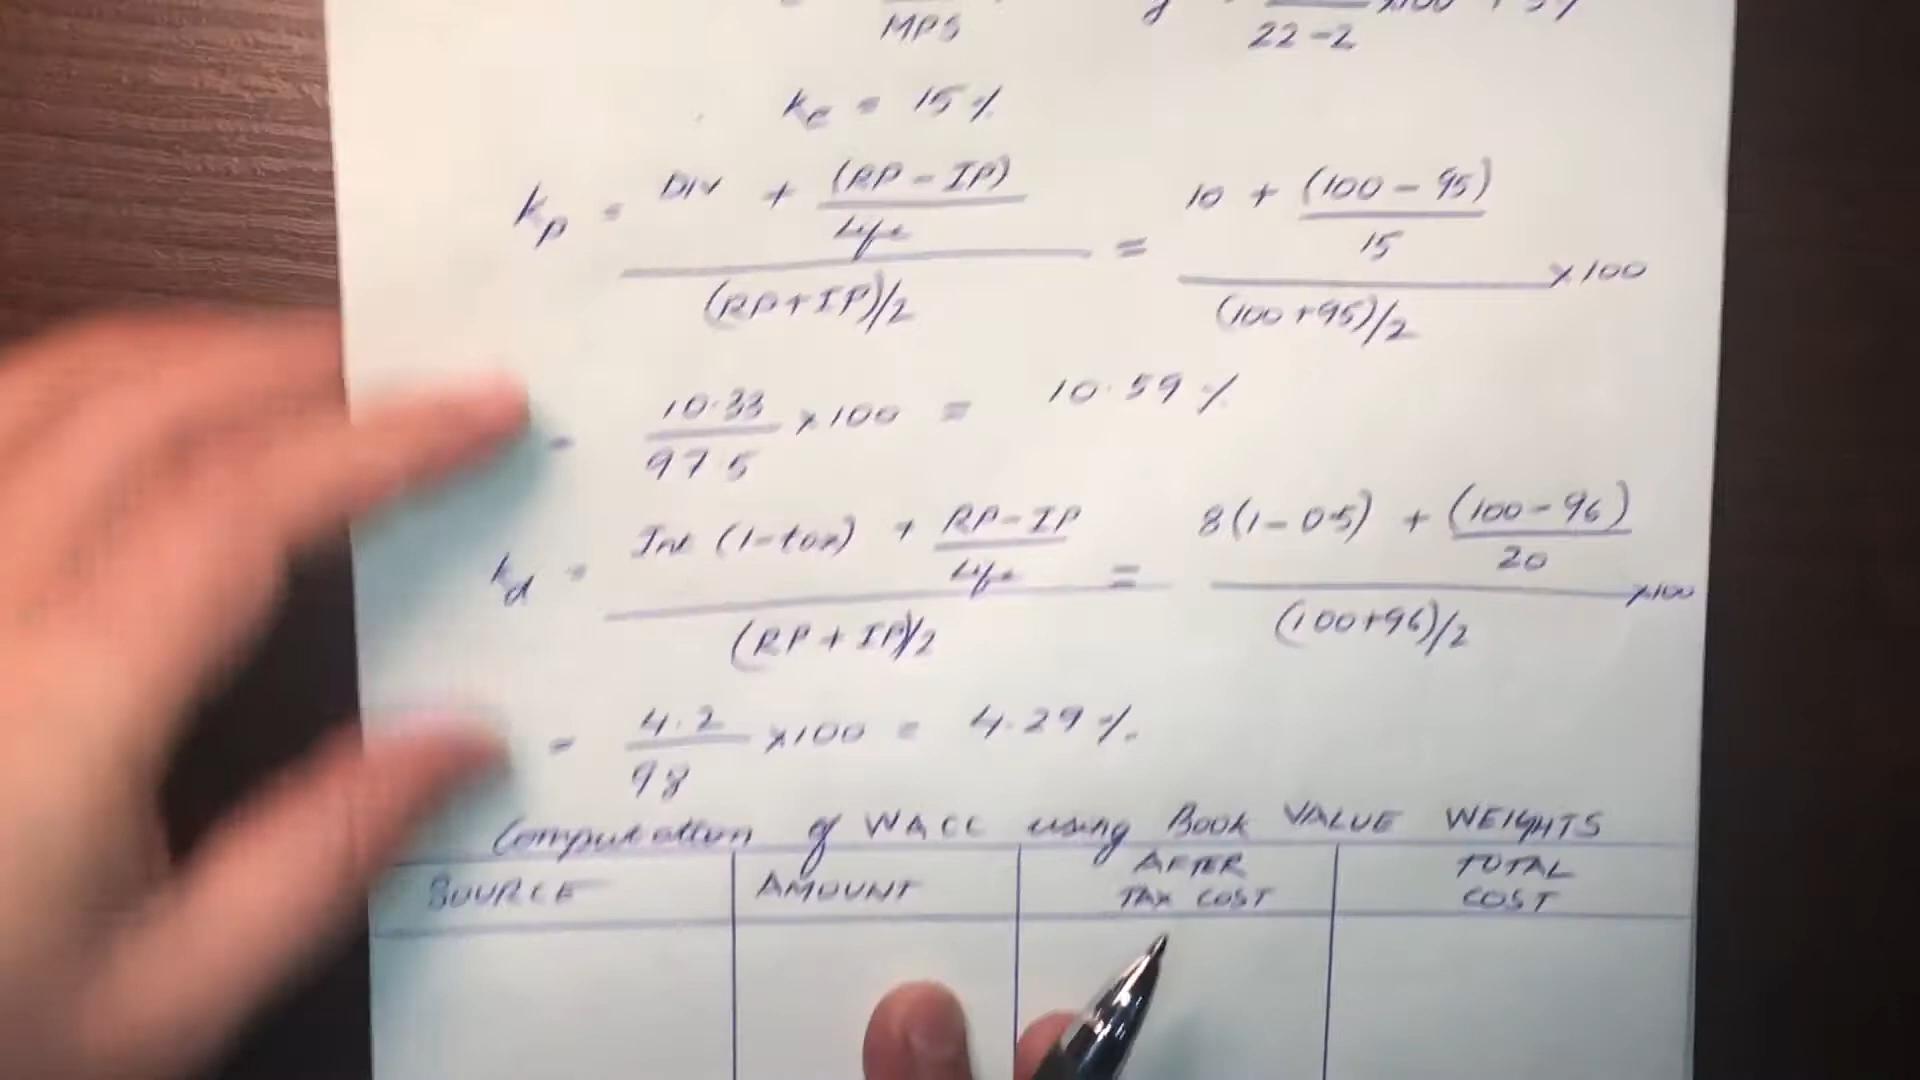 MPS 22-2 x100
ke = 15%
kp = Div + (RP - IP) / Life = 10 + (100 - 95) / 15
(RP+IP)/2 (100+95)/2 x100
= 10.33 / 97.5 x100 = 10.59%
kd = Int (1-tax) + RP-IP / Life = 8(1-0.5) + (100-96) / 20
(RP+IP)/2 (100+96)/2 x100
= 4.2 / 98 x100 = 4.29%.
Computation of WACC using Book VALUE WEIGHTS
SOURCE AMOUNT AFTER TAX COST TOTAL COST